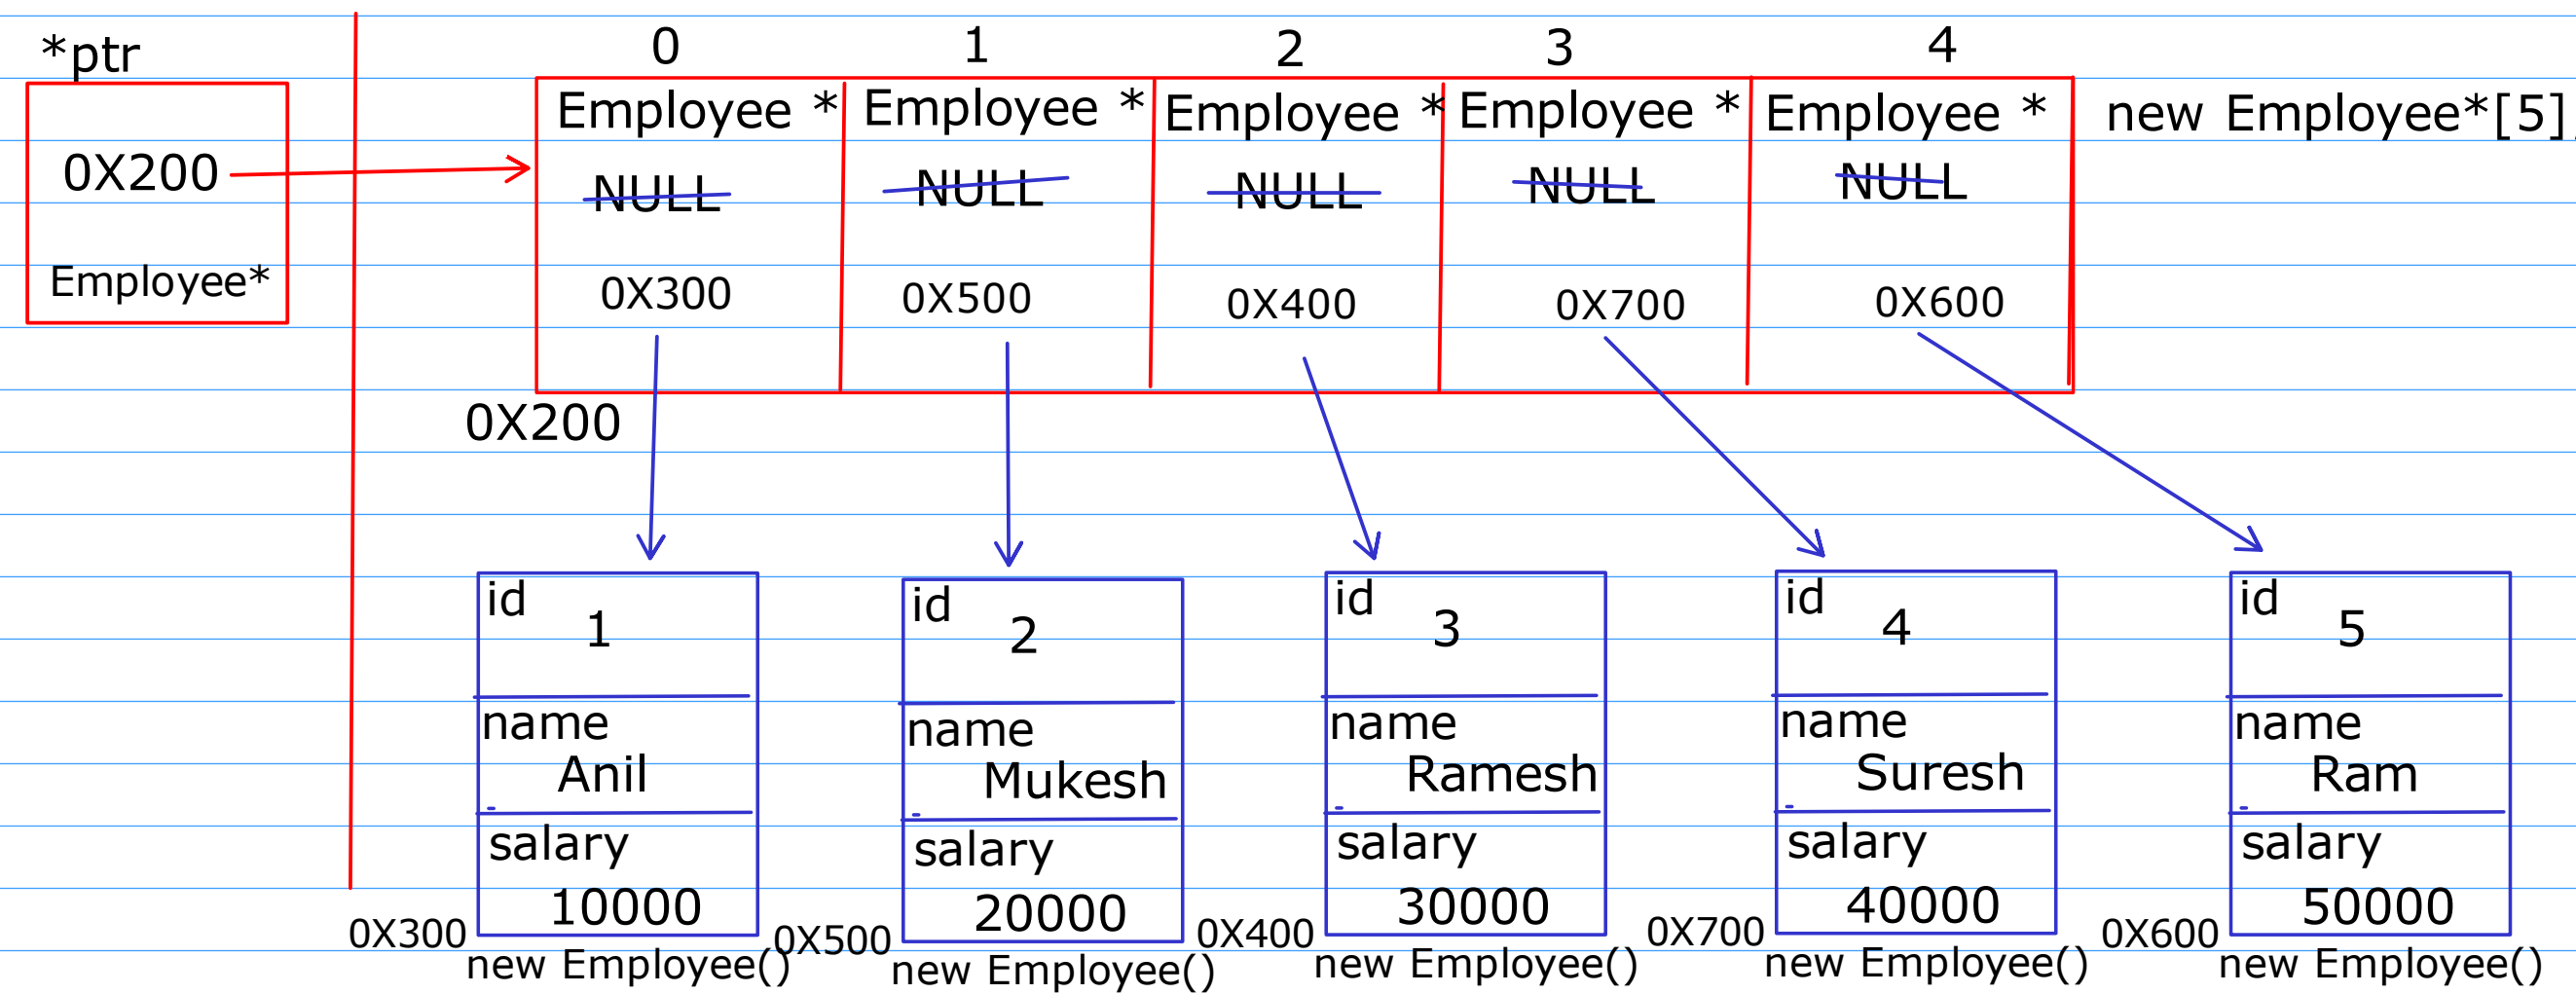 *ptr
0X200
Employee*
0 1 2 3 4
Employee * Employee * Employee * Employee * Employee * new Employee*[5];
NULL NULL NULL NULL NULL
0X300 0X500 0X400 0X700 0X600
0X200
id id id id id
1 2 3 4 5
name name name name name
Anil Mukesh Ramesh Suresh Ram
salary salary salary salary salary
10000 20000 30000 40000 50000
0X300 0X500 0X400 0X700 0X600
new Employee() new Employee() new Employee() new Employee() new Employee()